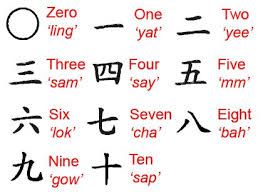 〇 Zero 'ling' 一 One 'yat' 二 Two 'yee'
三 Three 'sam' 四 Four 'say' 五 Five 'mm'
六 Six 'lok' 七 Seven 'cha' 八 Eight 'bah'
九 Nine 'gow' 十 Ten 'sap'